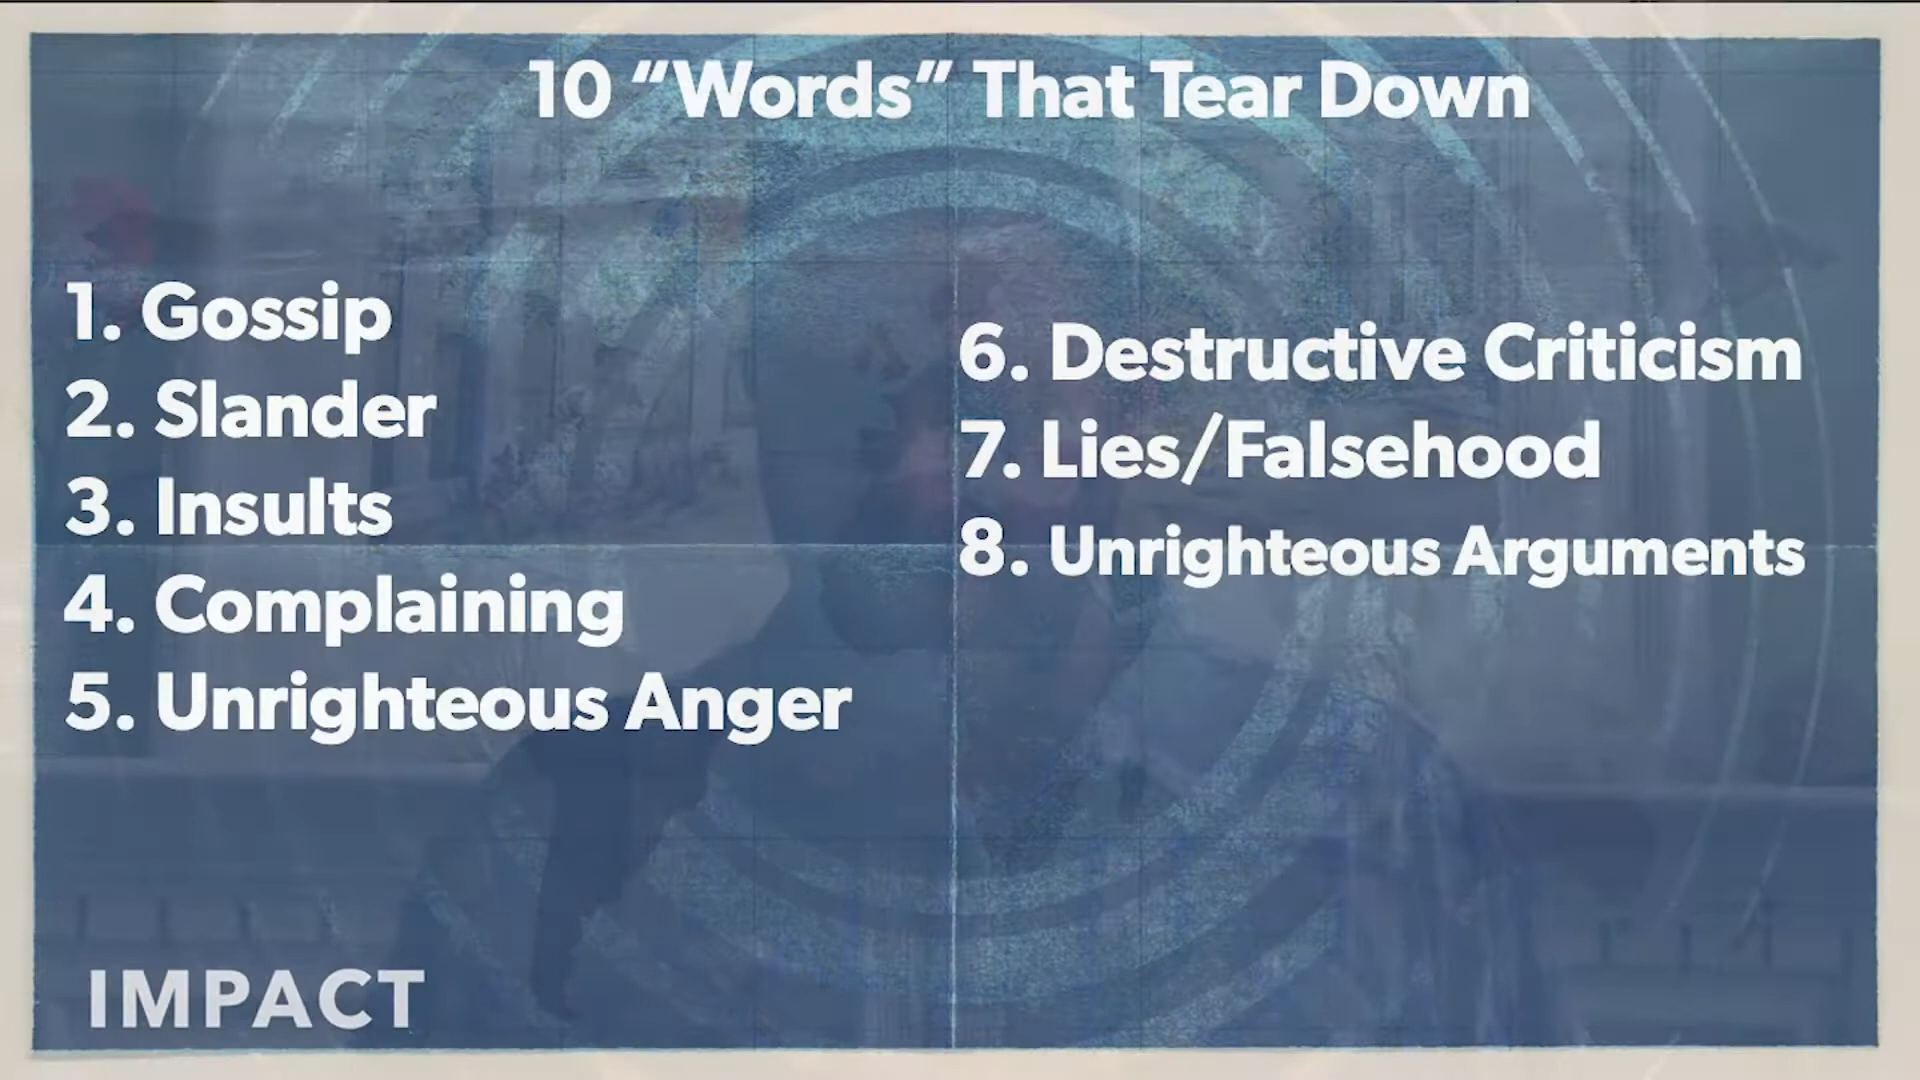 10 “Words” That Tear Down
1. Gossip
2. Slander
3. Insults
4. Complaining
5. Unrighteous Anger
6. Destructive Criticism
7. Lies/Falsehood
8. Unrighteous Arguments
IMPACT